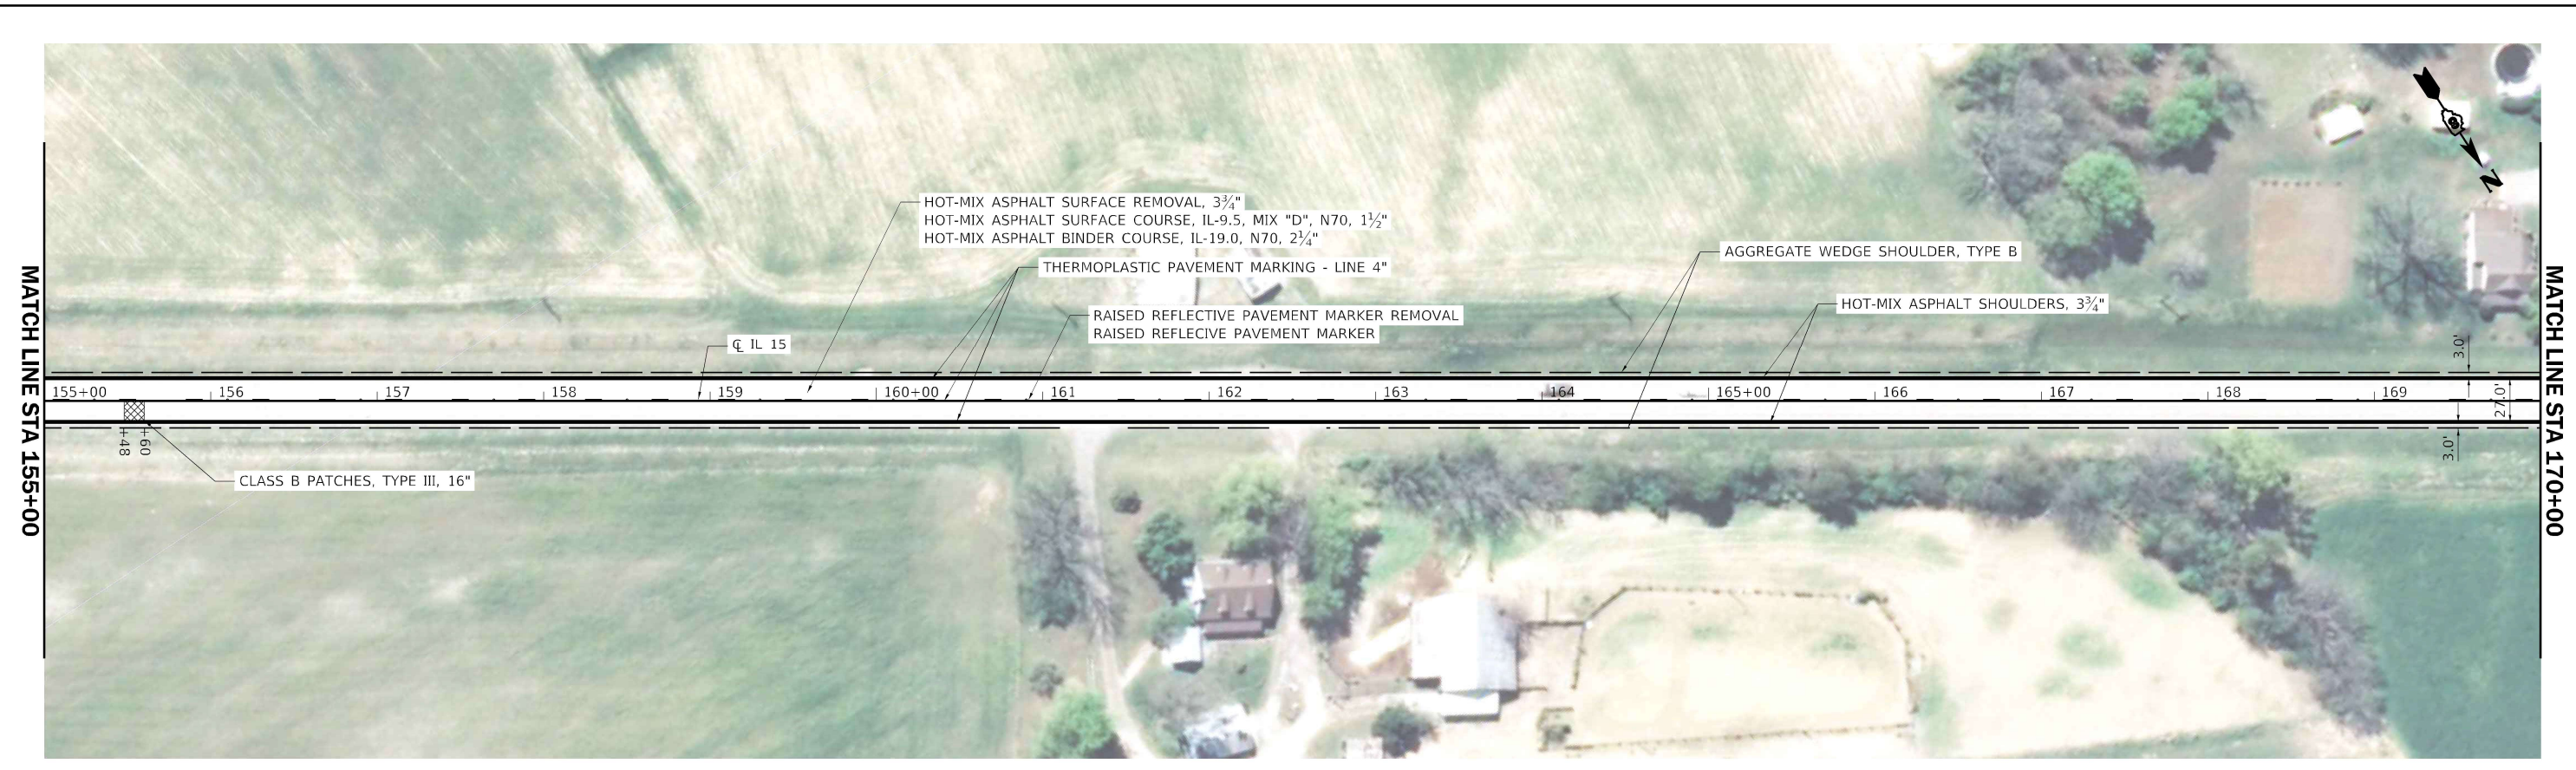 HOT-MIX ASPHALT SURFACE REMOVAL, 3¾"
HOT-MIX ASPHALT SURFACE COURSE, IL-9.5, MIX "D", N70, 1½"
HOT-MIX ASPHALT BINDER COURSE, IL-19.0, N70, 2¼"
THERMOPLASTIC PAVEMENT MARKING - LINE 4"
RAISED REFLECTIVE PAVEMENT MARKER REMOVAL
RAISED REFLECIVE PAVEMENT MARKER
℄ IL 15
AGGREGATE WEDGE SHOULDER, TYPE B
HOT-MIX ASPHALT SHOULDERS, 3¾"
N
MATCH LINE STA 155+00
155+00 156 157 158 159 160+00 161 162 163 164 165+00 166 167 168 169
3.0'
27.0'
3.0'
MATCH LINE STA 170+00
+48
+60
CLASS B PATCHES, TYPE III, 16"